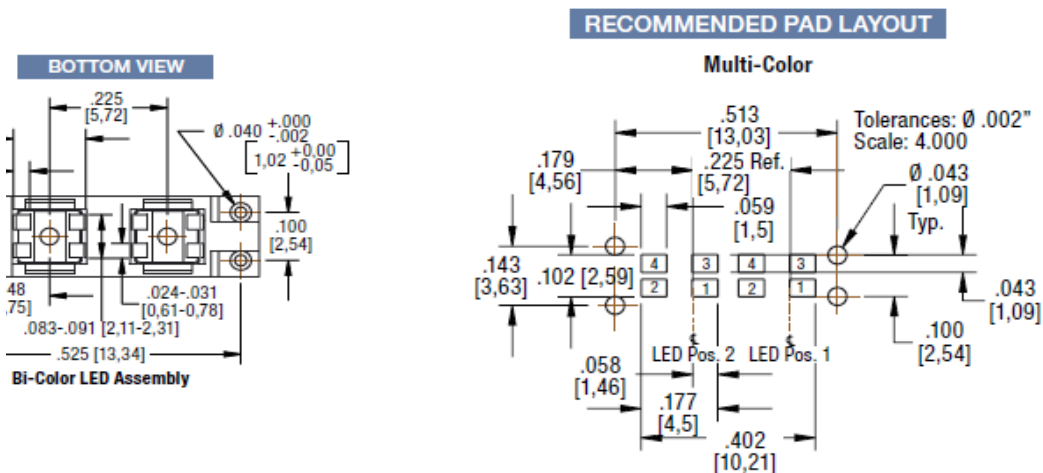 RECOMMENDED PAD LAYOUT
BOTTOM VIEW
Multi-Color
.225
[5,72]
Ø .040 +.000
-.002
[1,02 +0,00
-0,05]
.100
[2,54]
.48
,75]
.024-.031
[0,61-0,78]
.083-.091 [2,11-2,31]
.525 [13,34]
Bi-Color LED Assembly
.513
[13,03]
Tolerances: Ø .002"
Scale: 4.000
.179
[4,56]
.225 Ref.
[5,72]
Ø .043
[1,09]
Typ.
.059
[1,5]
.143
[3,63]
.102 [2,59]
4 3 4 3
2 1 2 1
.043
[1,09]
.100
[2,54]
LED Pos. 2 LED Pos. 1
.058
[1,46]
.177
[4,5]
.402
[10,21]